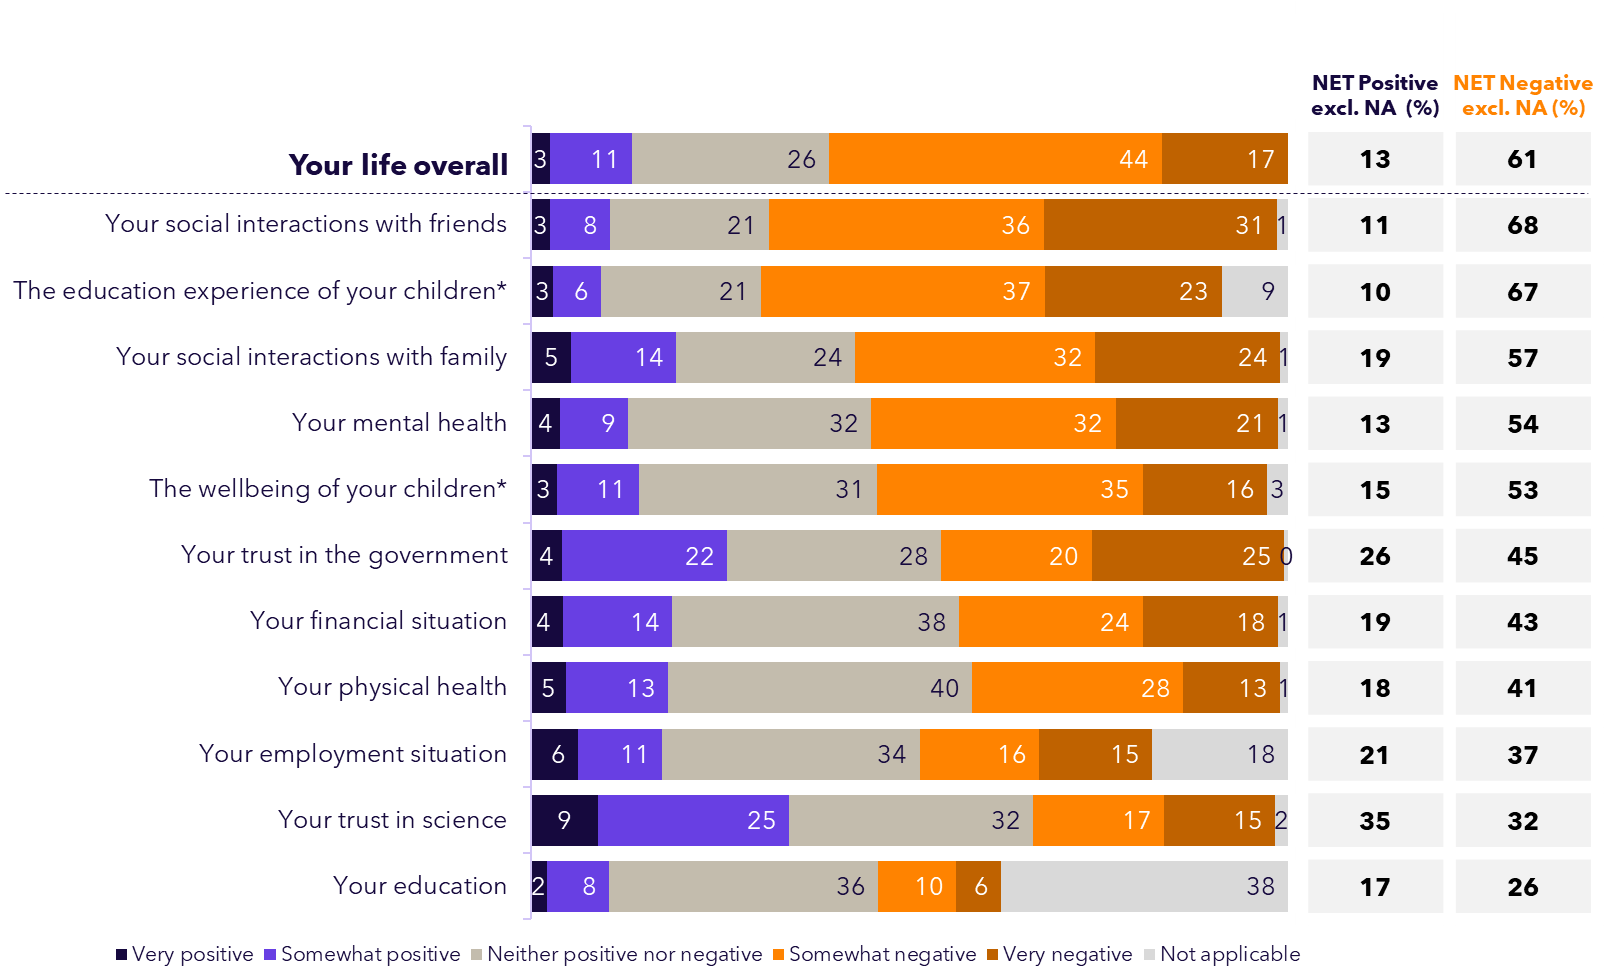 NET Positive NET Negative
excl. NA (%) excl. NA (%)
Your life overall 3 11 26 44 17 13 61
Your social interactions with friends 3 8 21 36 31 1 11 68
The education experience of your children* 3 6 21 37 23 9 10 67
Your social interactions with family 5 14 24 32 24 1 19 57
Your mental health 4 9 32 32 21 1 13 54
The wellbeing of your children* 3 11 31 35 16 3 15 53
Your trust in the government 4 22 28 20 25 0 26 45
Your financial situation 4 14 38 24 18 1 19 43
Your physical health 5 13 40 28 13 1 18 41
Your employment situation 6 11 34 16 15 18 21 37
Your trust in science 9 25 32 17 15 2 35 32
Your education 2 8 36 10 6 38 17 26
Very positive Somewhat positive Neither positive nor negative Somewhat negative Very negative Not applicable